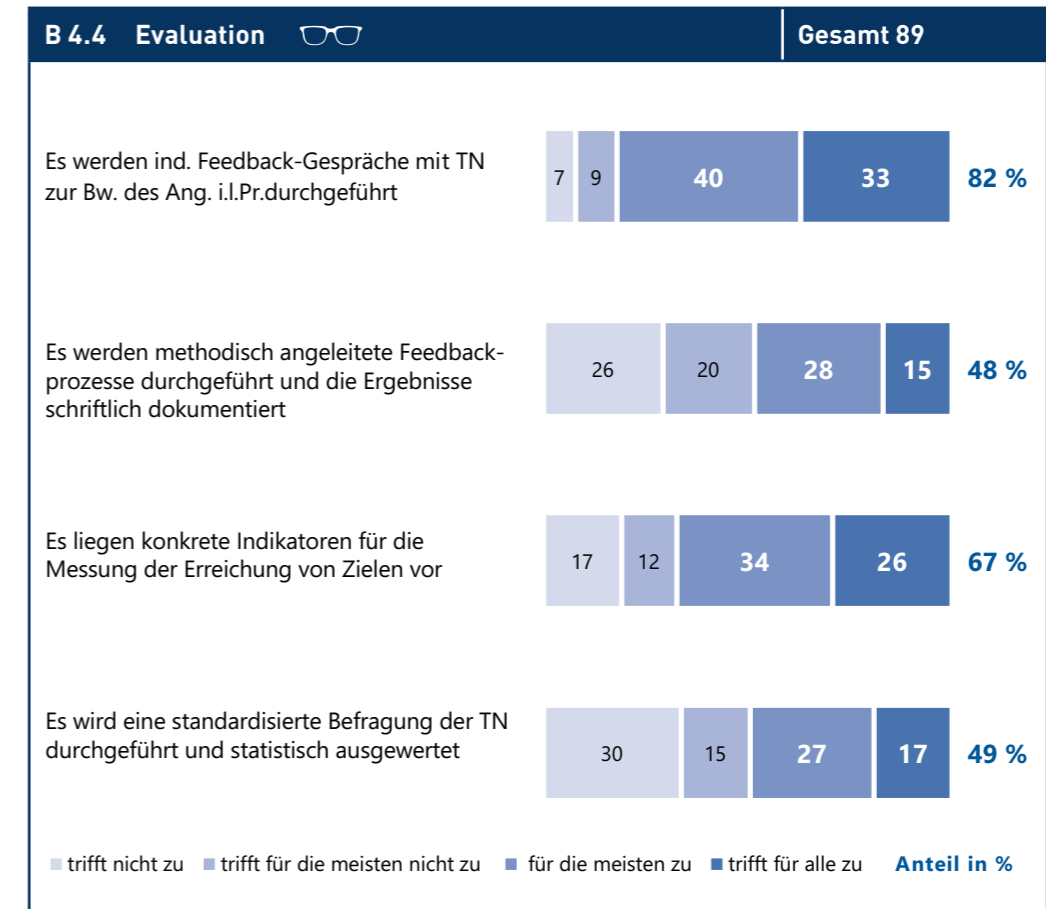 B 4.4 Evaluation Gesamt 89
Es werden ind. Feedback-Gespräche mit TN
zur Bw. des Ang. i.l.Pr.durchgeführt
7 9 40 33 82 %
Es werden methodisch angeleitete Feedback-
prozesse durchgeführt und die Ergebnisse
schriftlich dokumentiert
26 20 28 15 48 %
Es liegen konkrete Indikatoren für die
Messung der Erreichung von Zielen vor
17 12 34 26 67 %
Es wird eine standardisierte Befragung der TN
durchgeführt und statistisch ausgewertet
30 15 27 17 49 %
trifft nicht zu trifft für die meisten nicht zu für die meisten zu trifft für alle zu Anteil in %